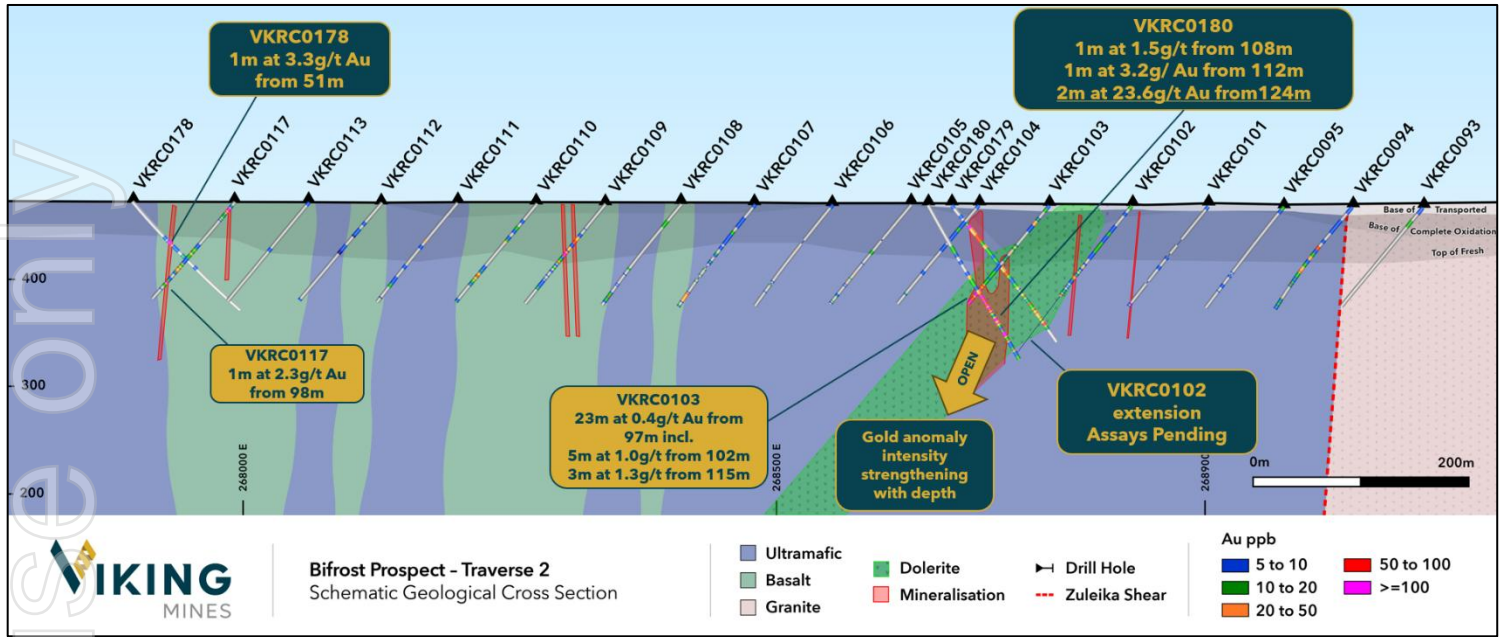 VKRC0178
1m at 3.3g/t Au
from 51m
VKRC0180
1m at 1.5g/t from 108m
1m at 3.2g/ Au from 112m
2m at 23.6g/t Au from124m
VKRC0178
VKRC0117
VKRC0113
VKRC0112
VKRC0111
VKRC0110
VKRC0109
VKRC0108
VKRC0107
VKRC0106
VKRC0105
VKRC0180
VKRC0179
VKRC0104
VKRC0103
VKRC0102
VKRC0101
VKRC0095
VKRC0094
VKRC0093
Base of Transported
Base of Complete Oxidation
Top of Fresh
400
300
200
VKRC0117
1m at 2.3g/t Au
from 98m
VKRC0103
23m at 0.4g/t Au from
97m incl.
5m at 1.0g/t from 102m
3m at 1.3g/t from 115m
OPEN
Gold anomaly
intensity
strengthening
with depth
VKRC0102
extension
Assays Pending
268000 E
268500 E
268900
0m
200m
use only
VIKING
MINES
Bifrost Prospect – Traverse 2
Schematic Geological Cross Section
Ultramafic
Basalt
Granite
Dolerite
Mineralisation
Drill Hole
Zuleika Shear
Au ppb
5 to 10
10 to 20
20 to 50
50 to 100
>=100